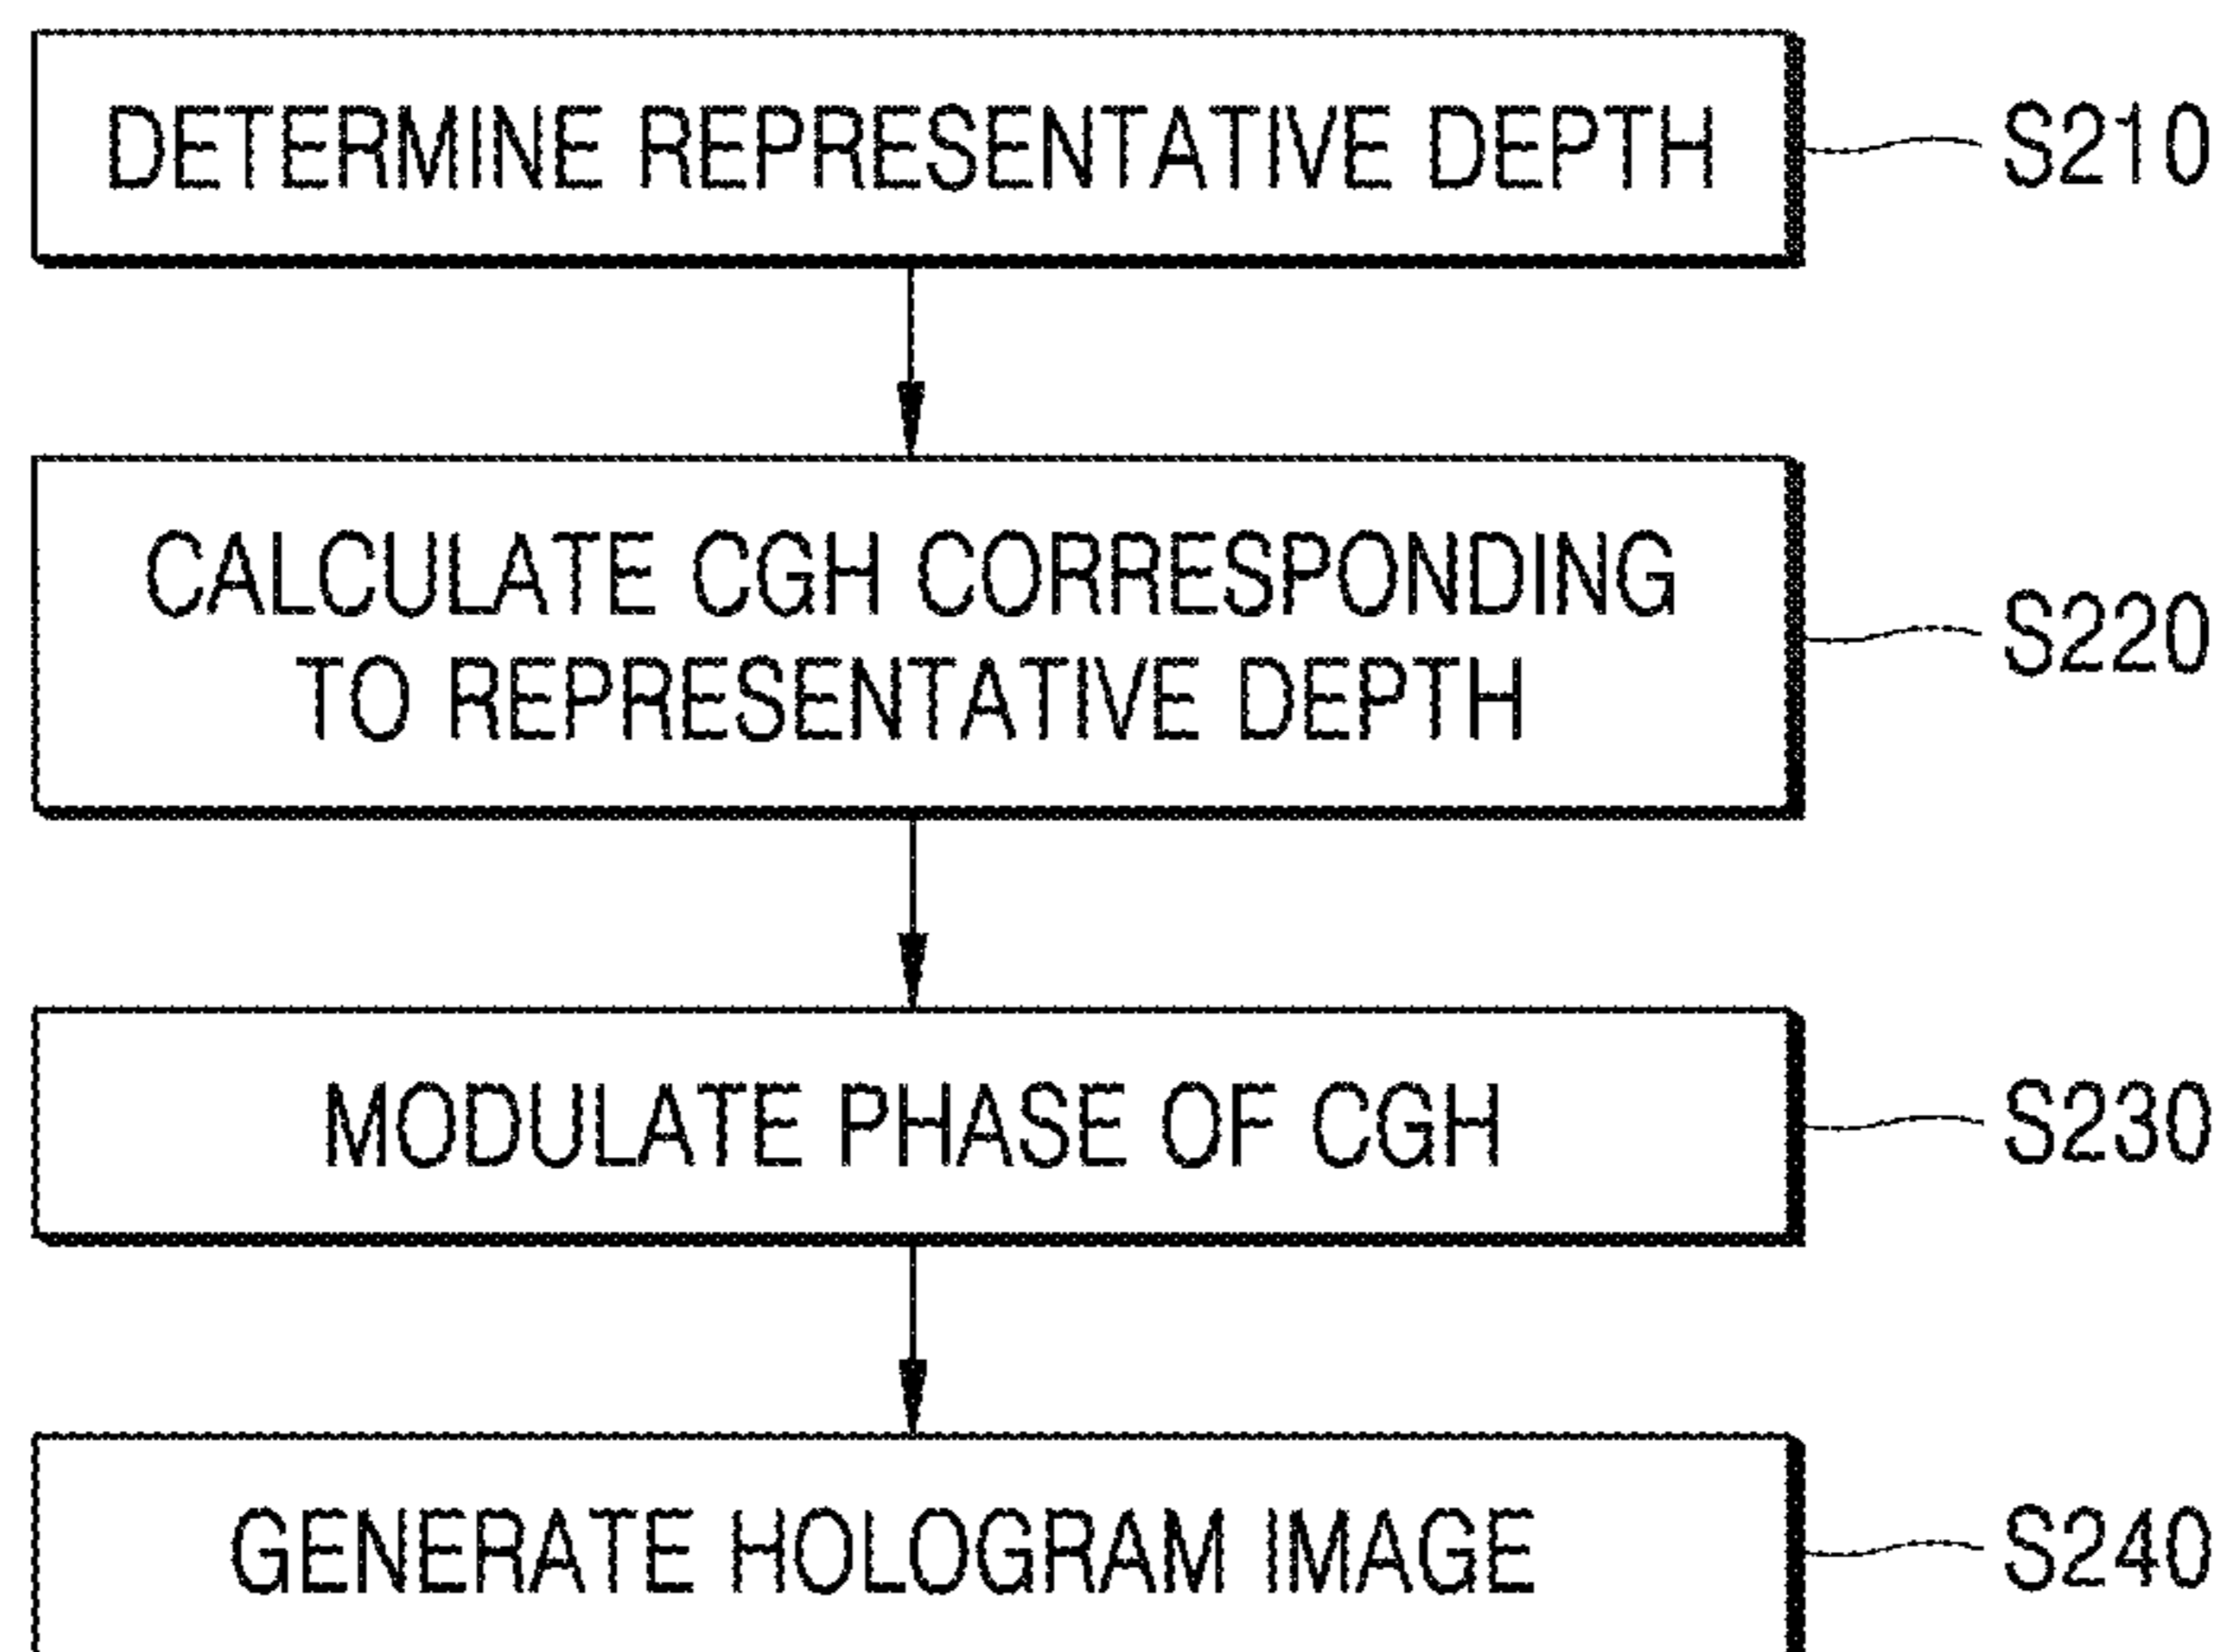 DETERMINE REPRESENTATIVE DEPTH
S210
CALCULATE CGH CORRESPONDING
TO REPRESENTATIVE DEPTH
S220
MODULATE PHASE OF CGH
S230
GENERATE HOLOGRAM IMAGE
S240